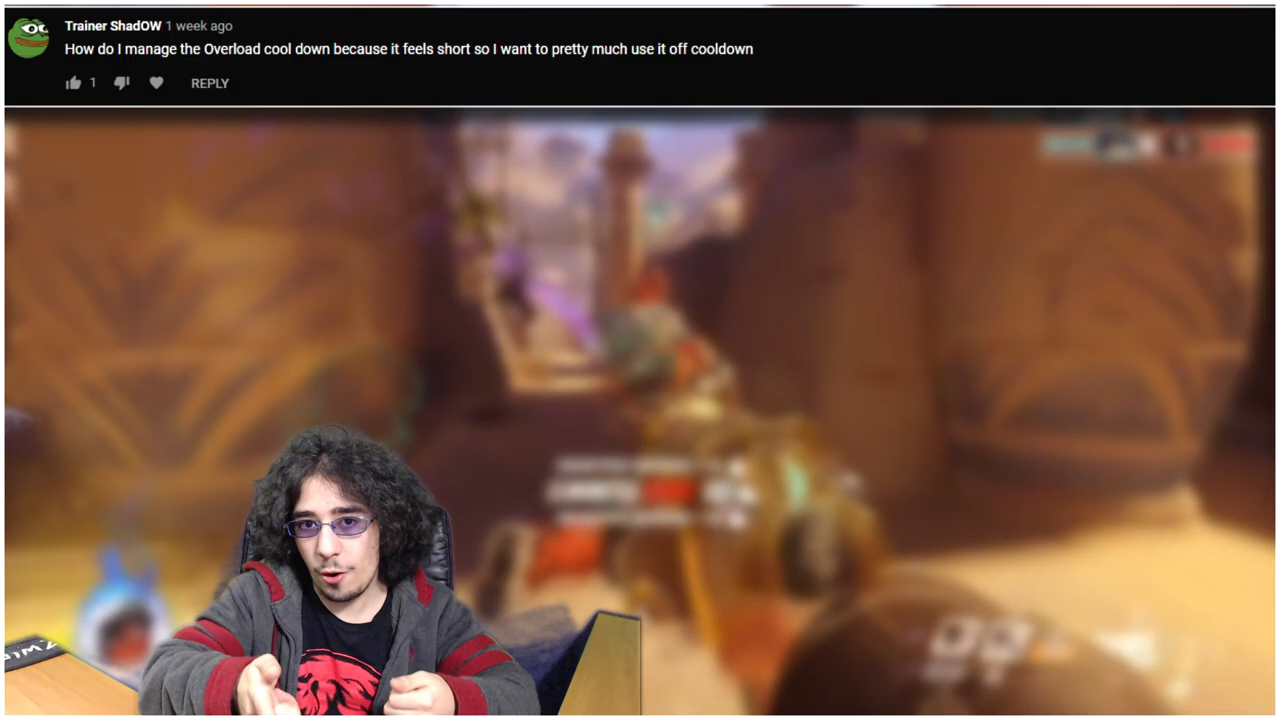 Trainer ShadOW 1 week ago
How do I manage the Overload cool down because it feels short so I want to pretty much use it off cooldown
1 REPLY